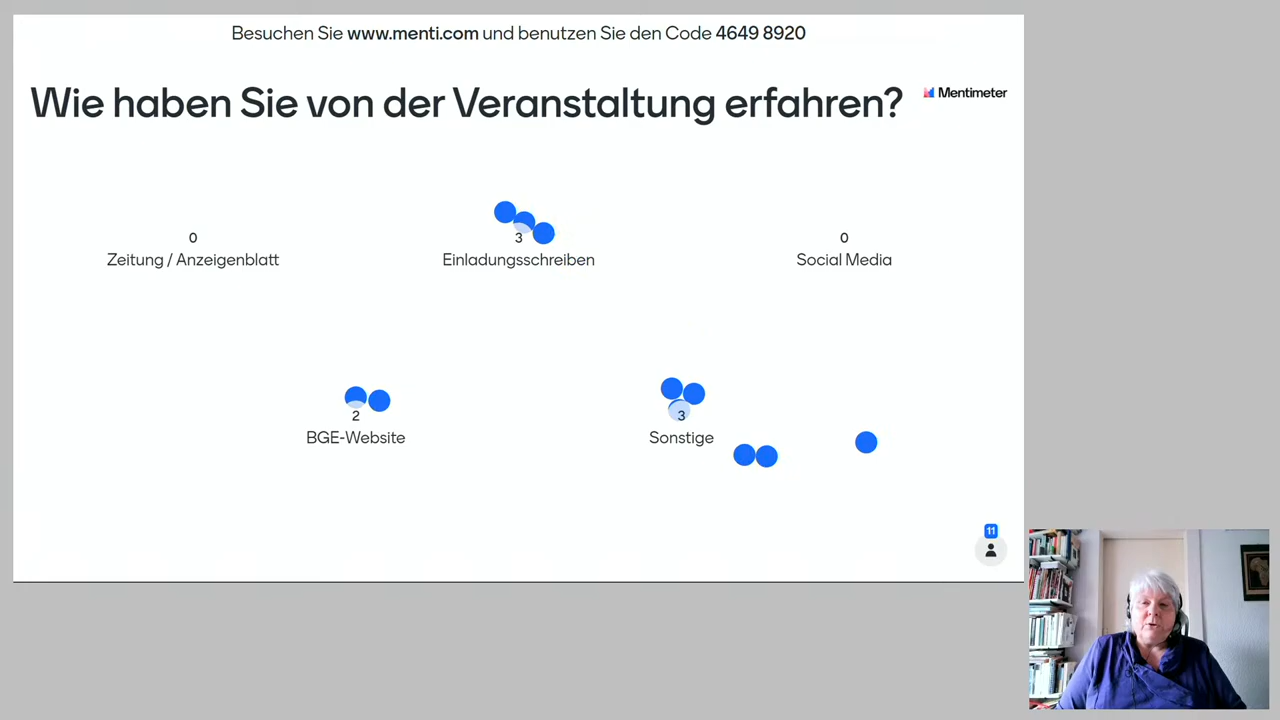 Besuchen Sie www.menti.com und benutzen Sie den Code 4649 8920
Wie haben Sie von der Veranstaltung erfahren?
Mentimeter
0
Zeitung / Anzeigenblatt
3
Einladungsschreiben
0
Social Media
2
BGE-Website
3
Sonstige
11